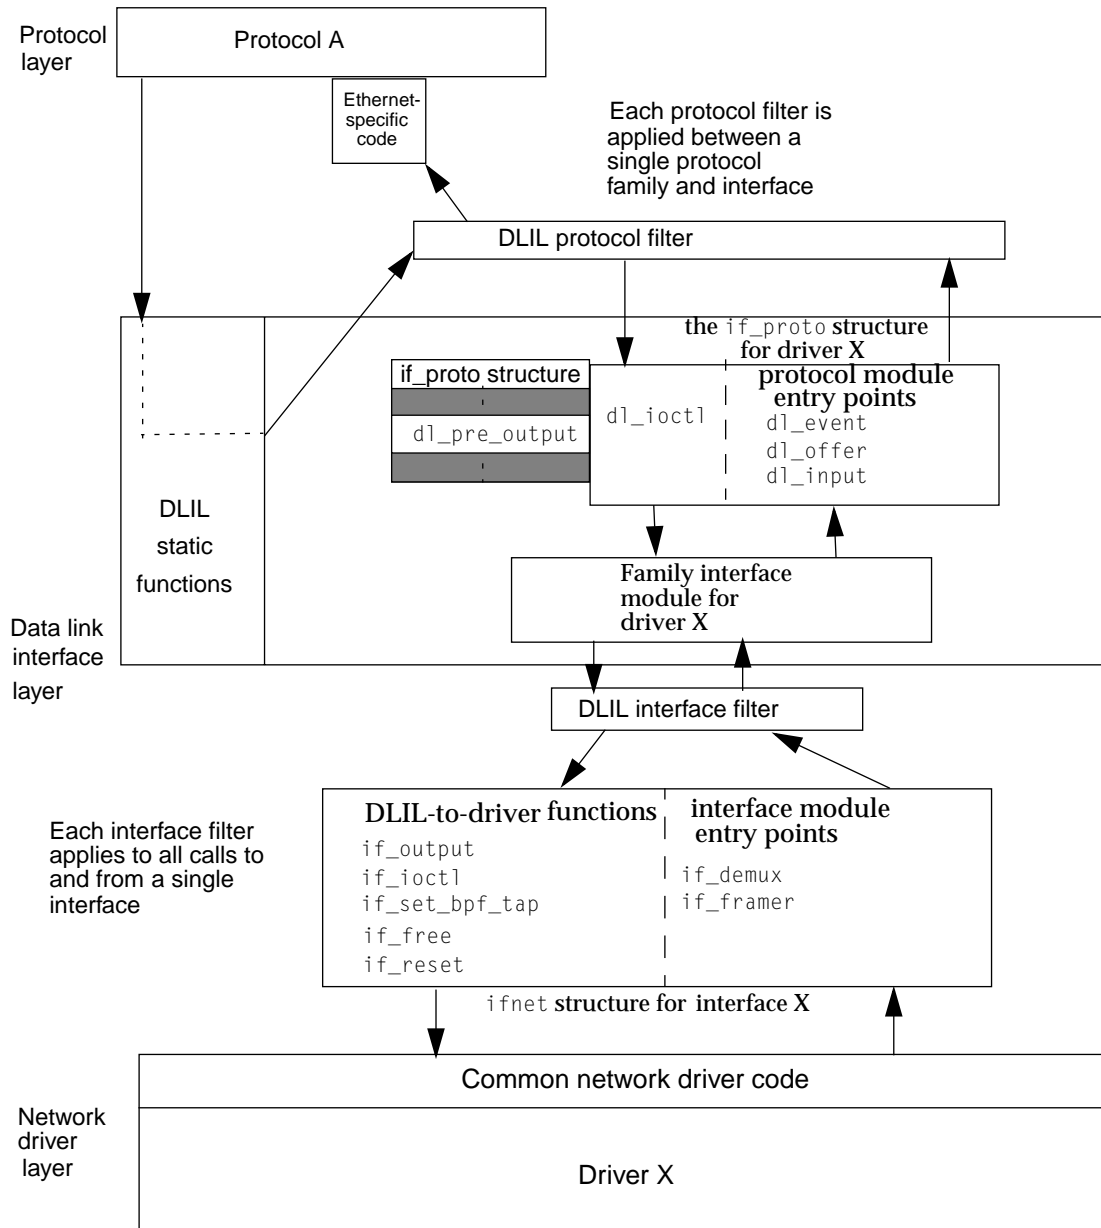 Protocol
layer
Protocol A
Ethernet-
specific
code
Each protocol filter is
applied between a
single protocol
family and interface
DLIL protocol filter
the if_proto structure
for driver X
if_proto structure
dl_pre_output
dl_ioctl
protocol module
entry points
dl_event
dl_offer
dl_input
DLIL
static
functions
Family interface
module for
driver X
Data link
interface
layer
DLIL interface filter
Each interface filter
applies to all calls to
and from a single
interface
DLIL-to-driver functions
if_output
if_ioctl
if_set_bpf_tap
if_free
if_reset
interface module
entry points
if_demux
if_framer
ifnet structure for interface X
Common network driver code
Network
driver
layer
Driver X